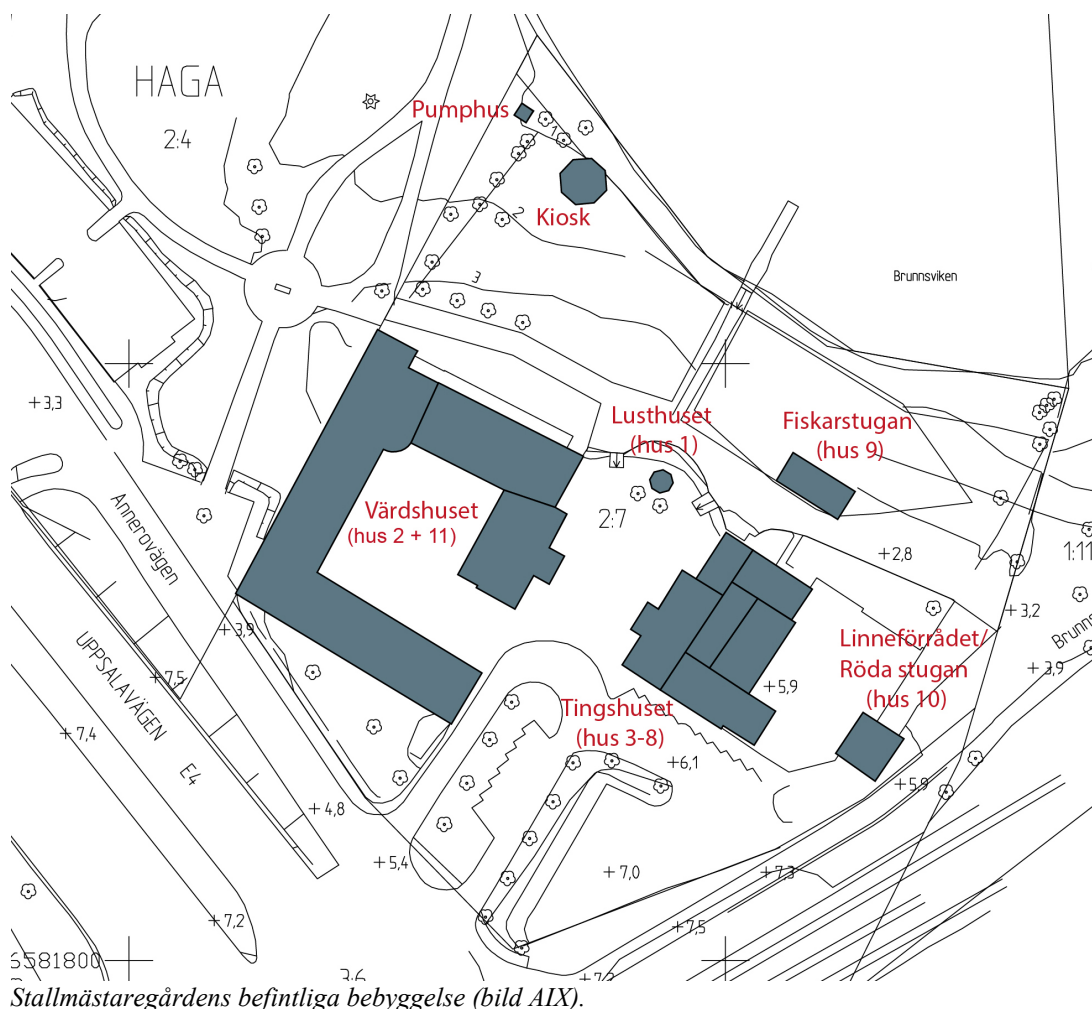 HAGA
2:4
Pumphus
1
Kiosk
2
3
Brunnsviken
+3,3
Lusthuset
(hus 1)
Fiskarstugan
(hus 9)
Värdshuset
(hus 2 + 11)
2:7
Annerovägen
+2,8
1:11
+3,9
+3,2
UPPSALAVÄGEN
E4
+7,5
Linneförrådet/
Röda stugan
(hus 10)
+3,9
+5,9
Tingshuset
(hus 3-8)
+7,4
+6,1
+5,9
+4,8
+5,4
+7,0
+7,3
+7,2
+7,5
6581800
3:6
Stallmästaregårdens befintliga bebyggelse (bild AIX).